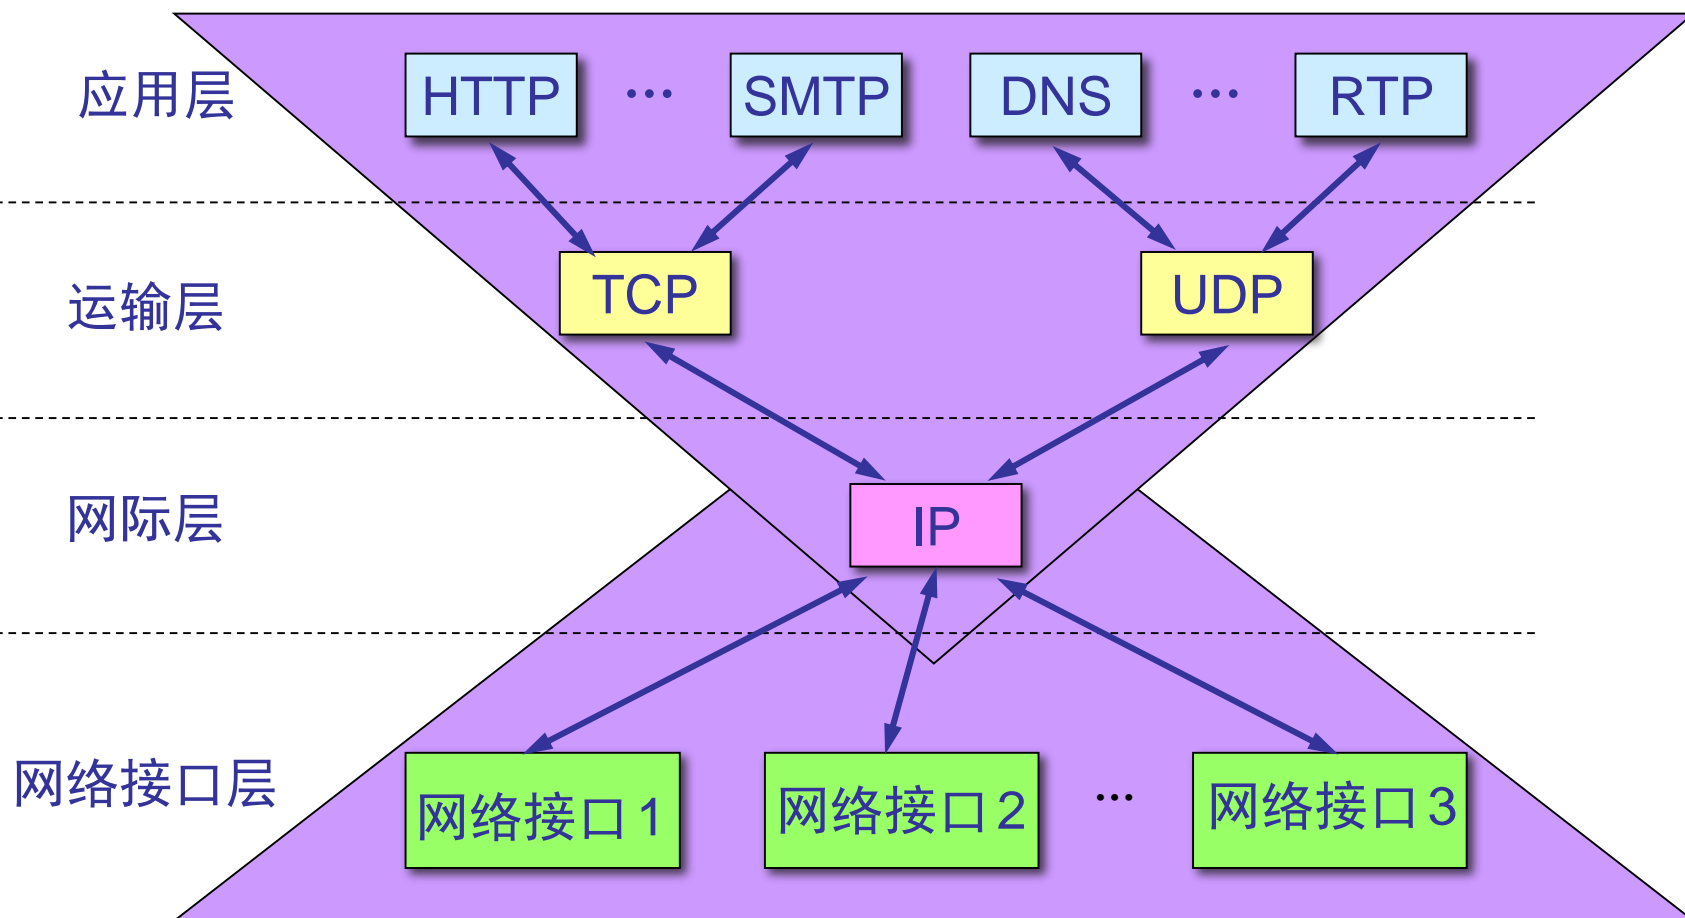 应用层
HTTP
...
SMTP
DNS
...
RTP
运输层
TCP
UDP
网际层
IP
网络接口层
网络接口1
网络接口2
...
网络接口3